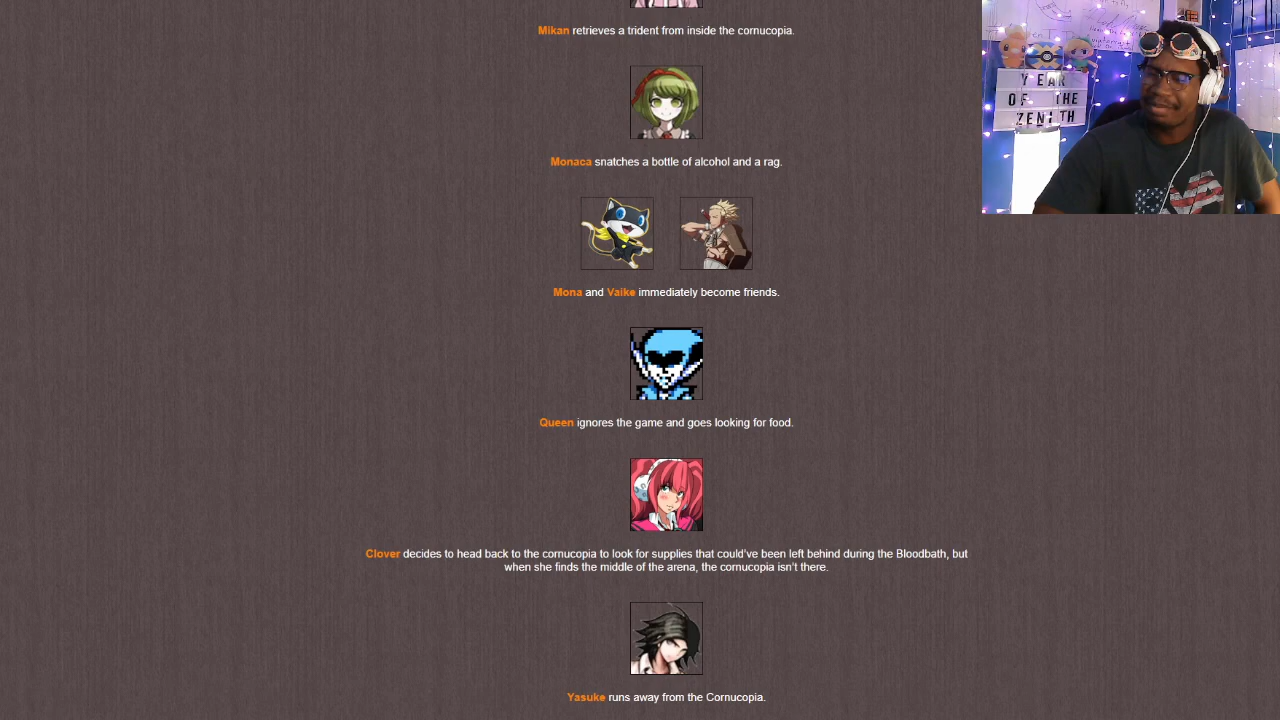 Mikan retrieves a trident from inside the cornucopia.
YEAR
OF THE
ZENITH
Monaca snatches a bottle of alcohol and a rag.
Mona and Vaike immediately become friends.
Queen ignores the game and goes looking for food.
Clover decides to head back to the cornucopia to look for supplies that could've been left behind during the Bloodbath, but
when she finds the middle of the arena, the cornucopia isn't there.
Yasuke runs away from the Cornucopia.